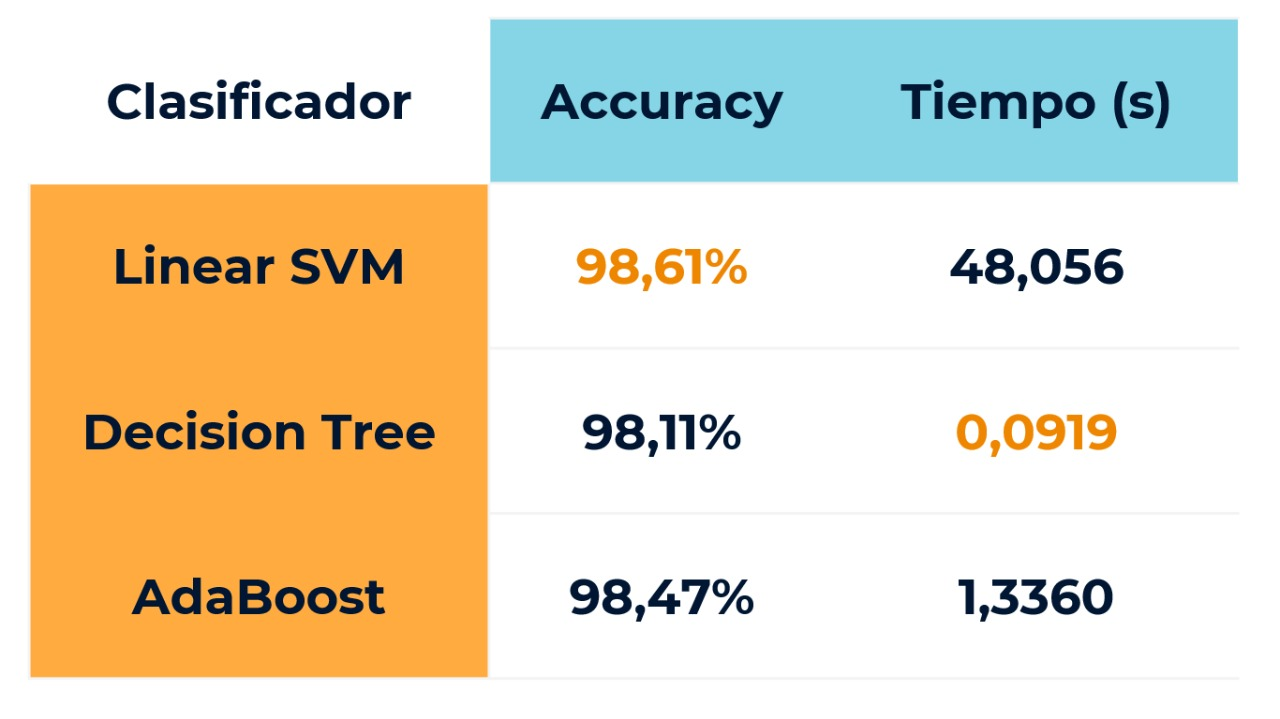 Clasificador Accuracy Tiempo (s)
Linear SVM 98,61% 48,056
Decision Tree 98,11% 0,0919
AdaBoost 98,47% 1,3360